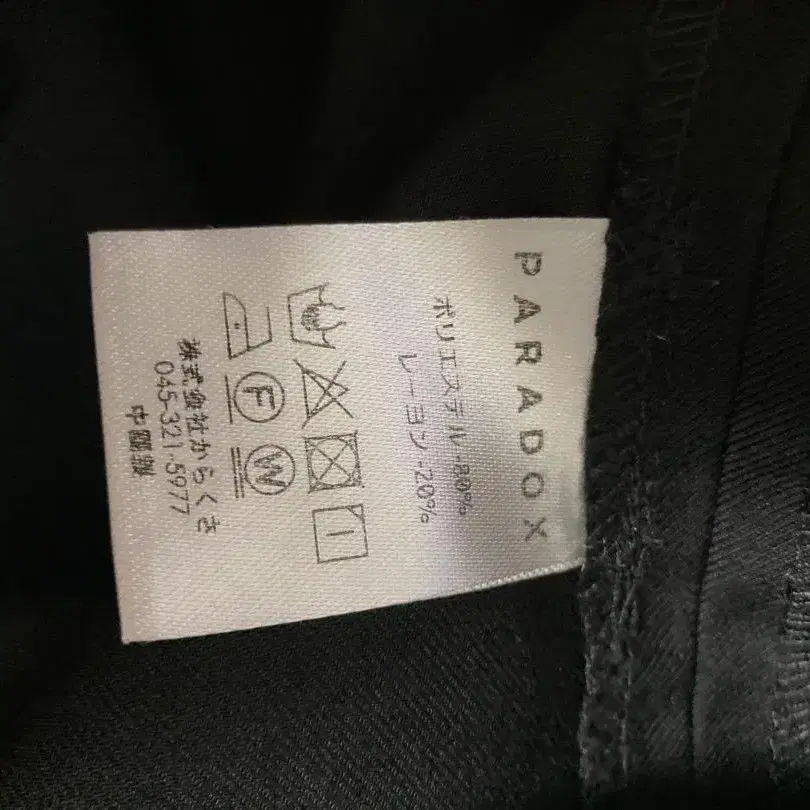 PARADOX
ポリエステル-80%
レーヨン-20%
F W
株式会社からくさ
045-321-5977
中国製